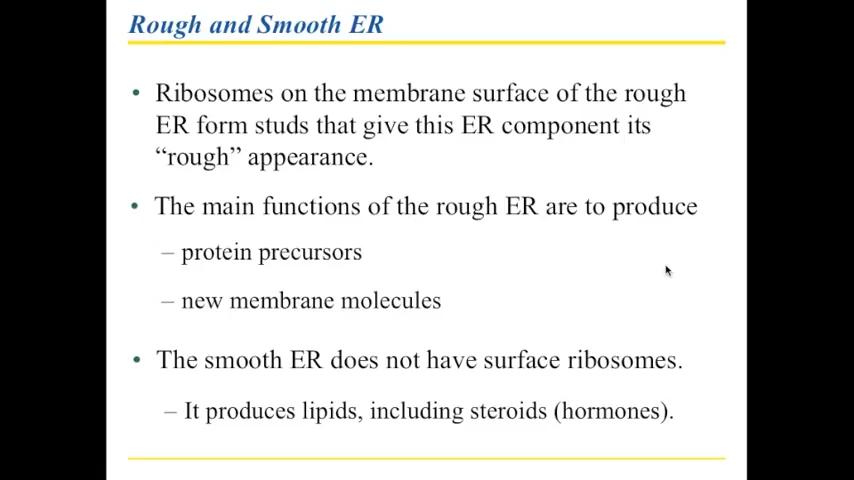 Rough and Smooth ER
• Ribosomes on the membrane surface of the rough
ER form studs that give this ER component its
“rough” appearance.
• The main functions of the rough ER are to produce
– protein precursors
– new membrane molecules
• The smooth ER does not have surface ribosomes.
– It produces lipids, including steroids (hormones).